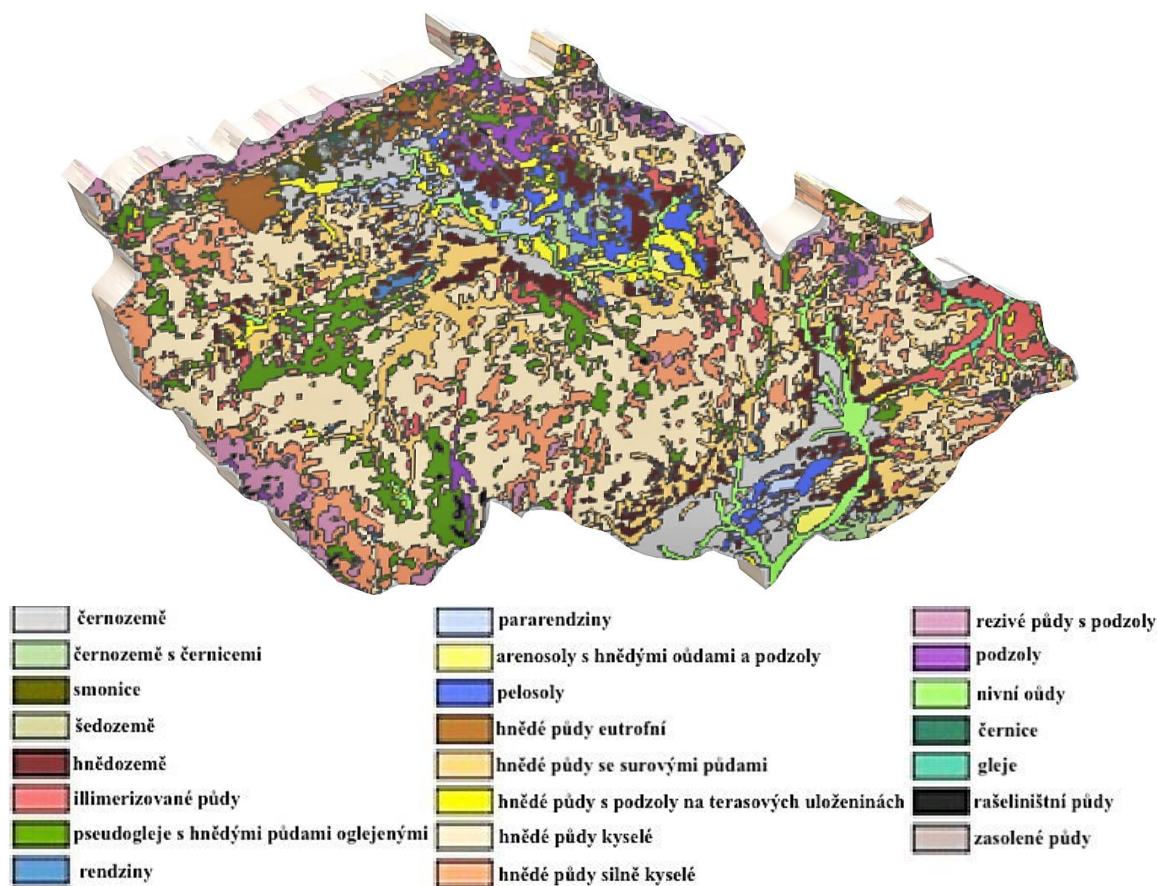 černozemě
černozemě s černicemi
smonice
šedozemě
hnědozemě
illimerizované půdy
pseudogleje s hnědými půdami oglejenými
rendziny
pararendziny
arenosoly s hnědými oůdami a podzoly
pelosoly
hnědé půdy eutrofní
hnědé půdy se surovými půdami
hnědé půdy s podzoly na terasových uloženinách
hnědé půdy kyselé
hnědé půdy silně kyselé
rezivé půdy s podzoly
podzoly
nivní oůdy
černice
gleje
rašeliništní půdy
zasolené půdy